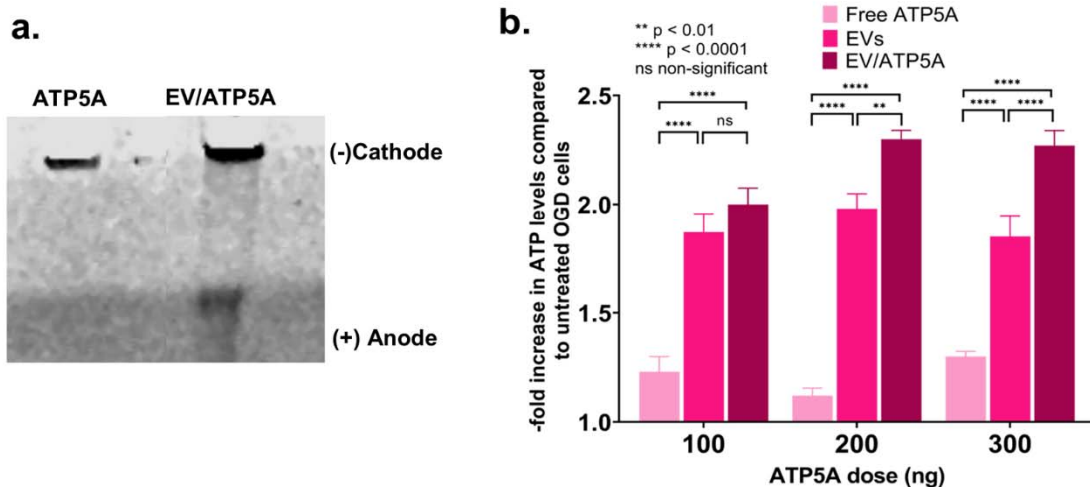 a.
ATP5A
EV/ATP5A
(-)Cathode
(+) Anode
b.
** p < 0.01
**** p < 0.0001
ns non-significant
Free ATP5A
EVs
EV/ATP5A
-fold increase in ATP levels compared
to untreated OGD cells
2.5
2.0
1.5
1.0
****
**** ns
****
**** **
****
**** ****
100 200 300
ATP5A dose (ng)